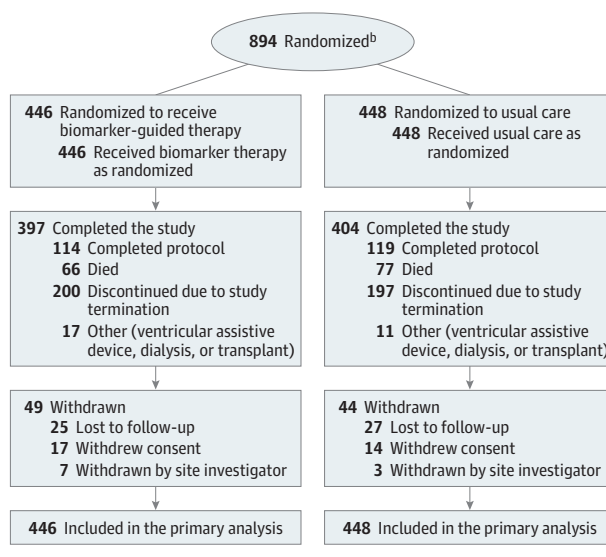 894 Randomizedb
446 Randomized to receive
biomarker-guided therapy
446 Received biomarker therapy
as randomized
448 Randomized to usual care
448 Received usual care as
randomized
397 Completed the study
114 Completed protocol
66 Died
200 Discontinued due to study
termination
17 Other (ventricular assistive
device, dialysis, or transplant)
404 Completed the study
119 Completed protocol
77 Died
197 Discontinued due to study
termination
11 Other (ventricular assistive
device, dialysis, or transplant)
49 Withdrawn
25 Lost to follow-up
17 Withdrew consent
7 Withdrawn by site investigator
44 Withdrawn
27 Lost to follow-up
14 Withdrew consent
3 Withdrawn by site investigator
446 Included in the primary analysis
448 Included in the primary analysis